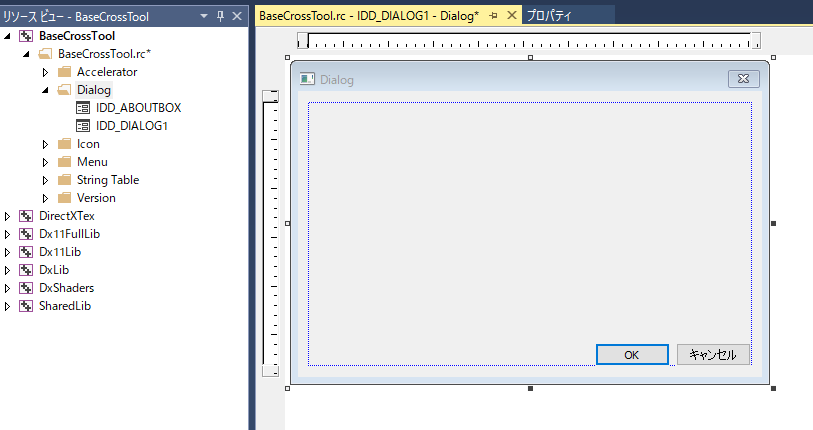 リソース ビュー - BaseCrossTool
BaseCrossTool
BaseCrossTool.rc*
Accelerator
Dialog
IDD_ABOUTBOX
IDD_DIALOG1
Icon
Menu
String Table
Version
DirectXTex
Dx11FullLib
Dx11Lib
DxLib
DxShaders
SharedLib
BaseCrossTool.rc - IDD_DIALOG1 - Dialog*
プロパティ
Dialog
OK
キャンセル